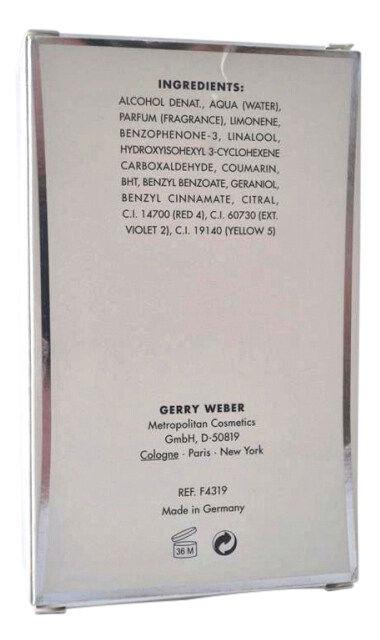 INGREDIENTS:
ALCOHOL DENAT., AQUA (WATER),
PARFUM (FRAGRANCE), LIMONENE,
BENZOPHENONE-3, LINALOOL,
HYDROXYISOHEXYL 3-CYCLOHEXENE
CARBOXALDEHYDE, COUMARIN,
BHT, BENZYL BENZOATE, GERANIOL,
BENZYL CINNAMATE, CITRAL,
C.I. 14700 (RED 4), C.I. 60730 (EXT.
VIOLET 2), C.I. 19140 (YELLOW 5)
GERRY WEBER
Metropolitan Cosmetics
GmbH, D-50819
Cologne · Paris · New York
REF. F4319
Made in Germany
36 M